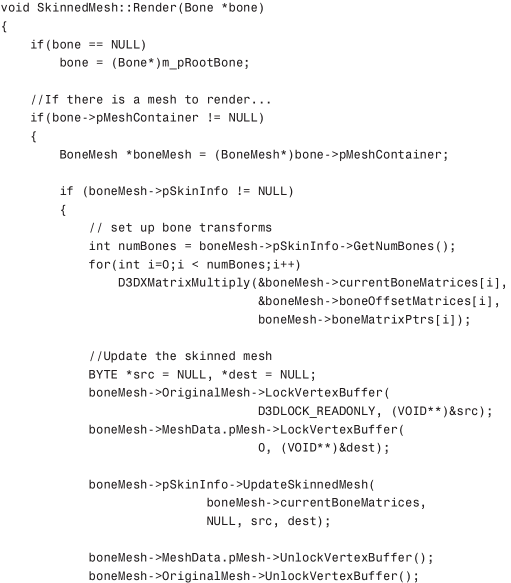 void SkinnedMesh::Render(Bone *bone)
{
    if(bone == NULL)
        bone = (Bone*)m_pRootBone;

    //If there is a mesh to render...
    if(bone->pMeshContainer != NULL)
    {
        BoneMesh *boneMesh = (BoneMesh*)bone->pMeshContainer;

        if (boneMesh->pSkinInfo != NULL)
        {
            // set up bone transforms
            int numBones = boneMesh->pSkinInfo->GetNumBones();
            for(int i=0;i < numBones;i++)
                D3DXMatrixMultiply(&boneMesh->currentBoneMatrices[i],
                                   &boneMesh->boneOffsetMatrices[i],
                                   boneMesh->boneMatrixPtrs[i]);

            //Update the skinned mesh
            BYTE *src = NULL, *dest = NULL;
            boneMesh->OriginalMesh->LockVertexBuffer(
                                   D3DLOCK_READONLY, (VOID**)&src);
            boneMesh->MeshData.pMesh->LockVertexBuffer(
                                   0, (VOID**)&dest);

            boneMesh->pSkinInfo->UpdateSkinnedMesh(
                            boneMesh->currentBoneMatrices,
                            NULL, src, dest);

            boneMesh->MeshData.pMesh->UnlockVertexBuffer();
            boneMesh->OriginalMesh->UnlockVertexBuffer();